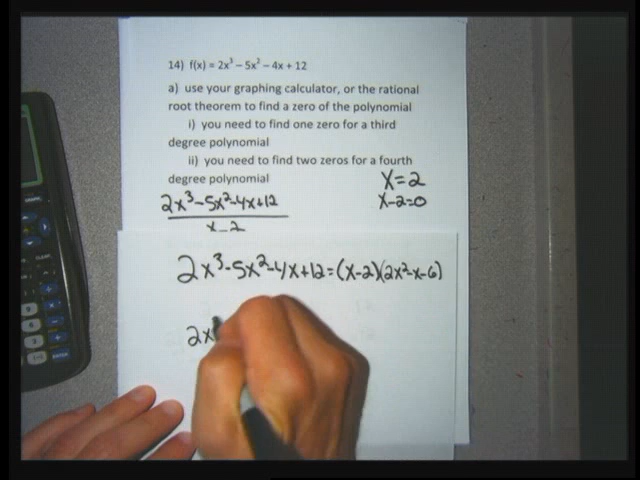 14) f(x) = 2x³ – 5x² – 4x + 12
a) use your graphing calculator, or the rational
root theorem to find a zero of the polynomial
i) you need to find one zero for a third
degree polynomial
ii) you need to find two zeros for a fourth
degree polynomial
x=2
x-2=0
2x³-5x²-4x+12
x-2
2x³-5x²-4x+12=(x-2)(2x²-x-6)
2x